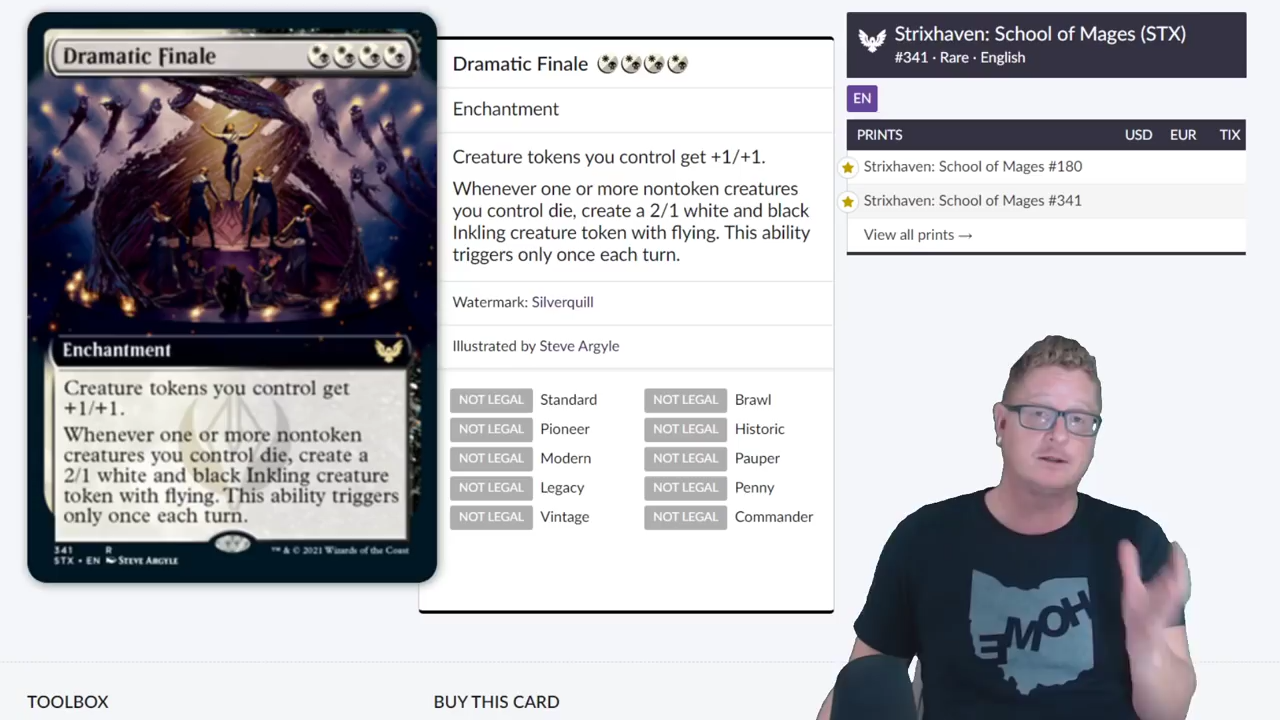 Dramatic Finale
Enchantment
Creature tokens you control get
+1/+1.
Whenever one or more nontoken
creatures you control die, create a
2/1 white and black Inkling creature
token with flying. This ability triggers
only once each turn.
341 R
STX • EN STEVE ARGYLE
™ & © 2021 Wizards of the Coast
Dramatic Finale
Enchantment
Creature tokens you control get +1/+1.
Whenever one or more nontoken creatures
you control die, create a 2/1 white and black
Inkling creature token with flying. This ability
triggers only once each turn.
Watermark: Silverquill
Illustrated by Steve Argyle
NOT LEGAL Standard NOT LEGAL Brawl
NOT LEGAL Pioneer NOT LEGAL Historic
NOT LEGAL Modern NOT LEGAL Pauper
NOT LEGAL Legacy NOT LEGAL Penny
NOT LEGAL Vintage NOT LEGAL Commander
Strixhaven: School of Mages (STX)
#341 · Rare · English
EN
PRINTS USD EUR TIX
Strixhaven: School of Mages #180
Strixhaven: School of Mages #341
View all prints →
HOME
TOOLBOX
BUY THIS CARD